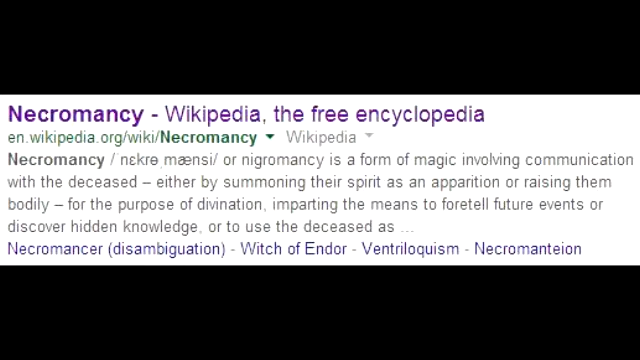 Necromancy - Wikipedia, the free encyclopedia
en.wikipedia.org/wiki/Necromancy ▼ Wikipedia ▼
Necromancy /ˈnɛkrəˌmænsi/ or nigromancy is a form of magic involving communication
with the deceased – either by summoning their spirit as an apparition or raising them
bodily – for the purpose of divination, imparting the means to foretell future events or
discover hidden knowledge, or to use the deceased as ...
Necromancer (disambiguation) - Witch of Endor - Ventriloquism - Necromanteion